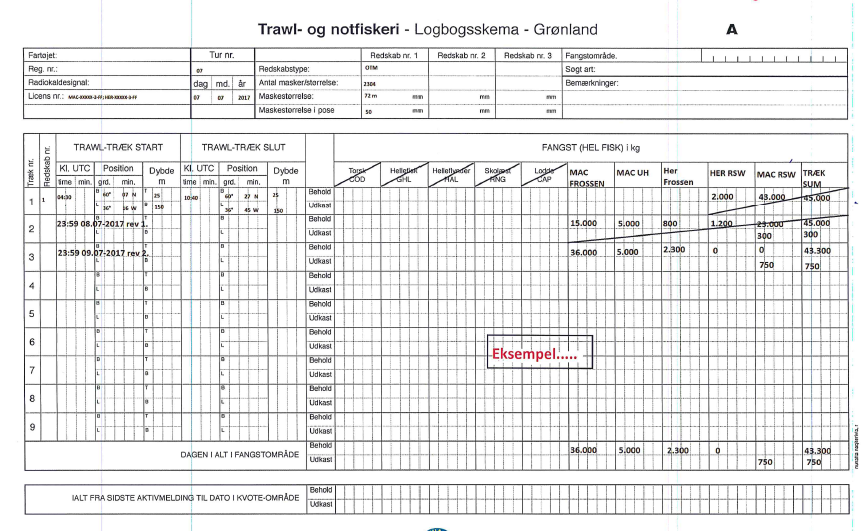 Trawl- og notfiskeri - Logbogsskema - Grønland
A
Fartøjet:
Tur nr.
Redskab nr. 1
Redskab nr. 2
Redskab nr. 3
Fangstområde.
Reg. nr.:
07
Redskabstype:
OTM
Sogt art:
Radiokaldesignal:
dag md. år
Antal masker/størrelse:
2304
Bemærkninger:
Licens nr.: MAC-XXXXX-2-FF; HER-XXXXX-3-FF
07 07 2017
Maskestørrelse:
72 m mm mm mm
Maskestørrelse i pose
50 mm mm mm
Træk nr.
Redskab nr.
TRAWL-TRÆK START
TRAWL-TRÆK SLUT
FANGST (HEL FISK) i kg
Kl. UTC Position Dybde m
time min. grd. min.
Kl. UTC Position Dybde m
time min. grd. min.
Torsk COD
Hellefisk GHL
Helleflynder HAL
Skolæst RNG
Lodde CAP
MAC FROSSEN
MAC UH
Her Frossen
HER RSW
MAC RSW
TRÆK SUM
1 1 04:30 B 60° 07 N T 25 10:40 B 60° 27 N 25 Behold 2.000 43.000 45.000
L 36° 16 W B 150 L 36° 45 W 150 Udkast
2 23:59 08.07-2017 rev 1. Behold 15.000 5.000 800 1.200 23.000 45.000
Udkast 300 300
3 23:59 09.07-2017 rev 2. Behold 36.000 5.000 2.300 0 0 43.300
Udkast 750 750
4 B T B Behold
L B L Udkast
5 B T B Behold
L B L Udkast
6 B T B Behold
L B L Udkast
Eksempel.....
7 B T B Behold
L B L Udkast
8 B T B Behold
L B L Udkast
9 B T B Behold
L B L Udkast
DAGEN I ALT I FANGSTOMRÅDE
Behold 36.000 5.000 2.300 0 43.300
Udkast 750 750
IALT FRA SIDSTE AKTIVMELDING TIL DATO I KVOTE-OMRÅDE
Behold
Udkast